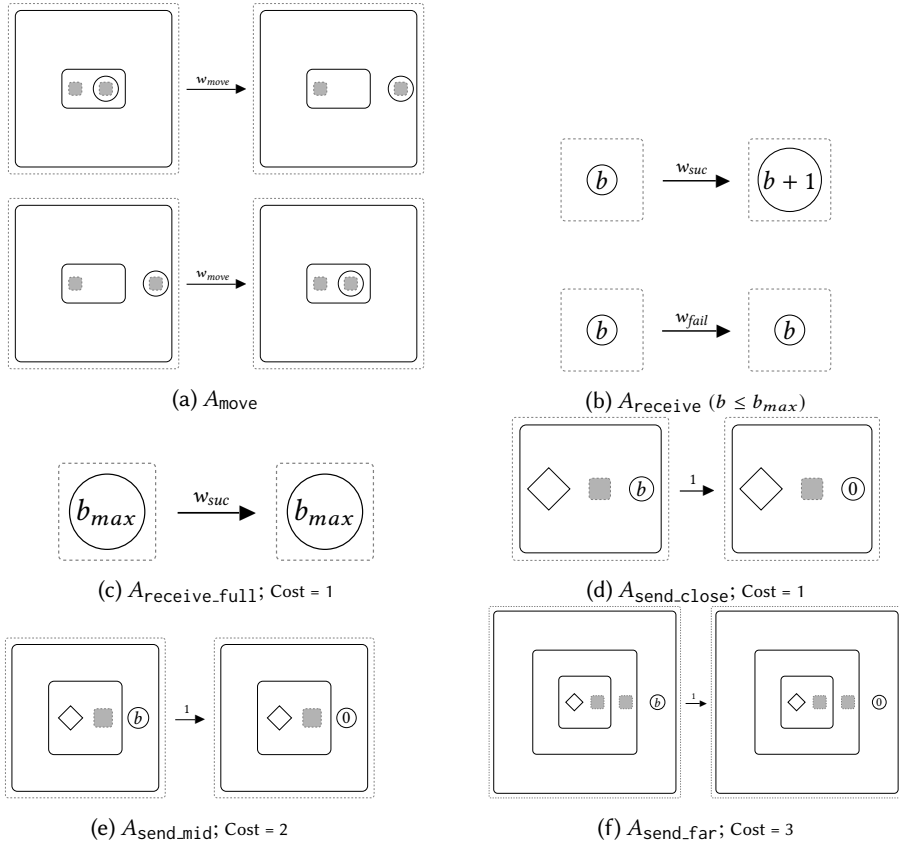 w_move
w_move
(a) A_move
b
w_suc
b + 1
b
w_fail
b
(b) A_receive (b ≤ b_max)
b_max
w_suc
b_max
(c) A_receive_full; Cost = 1
b
1
0
(d) A_send_close; Cost = 1
b
1
0
(e) A_send_mid; Cost = 2
b
1
0
(f) A_send_far; Cost = 3